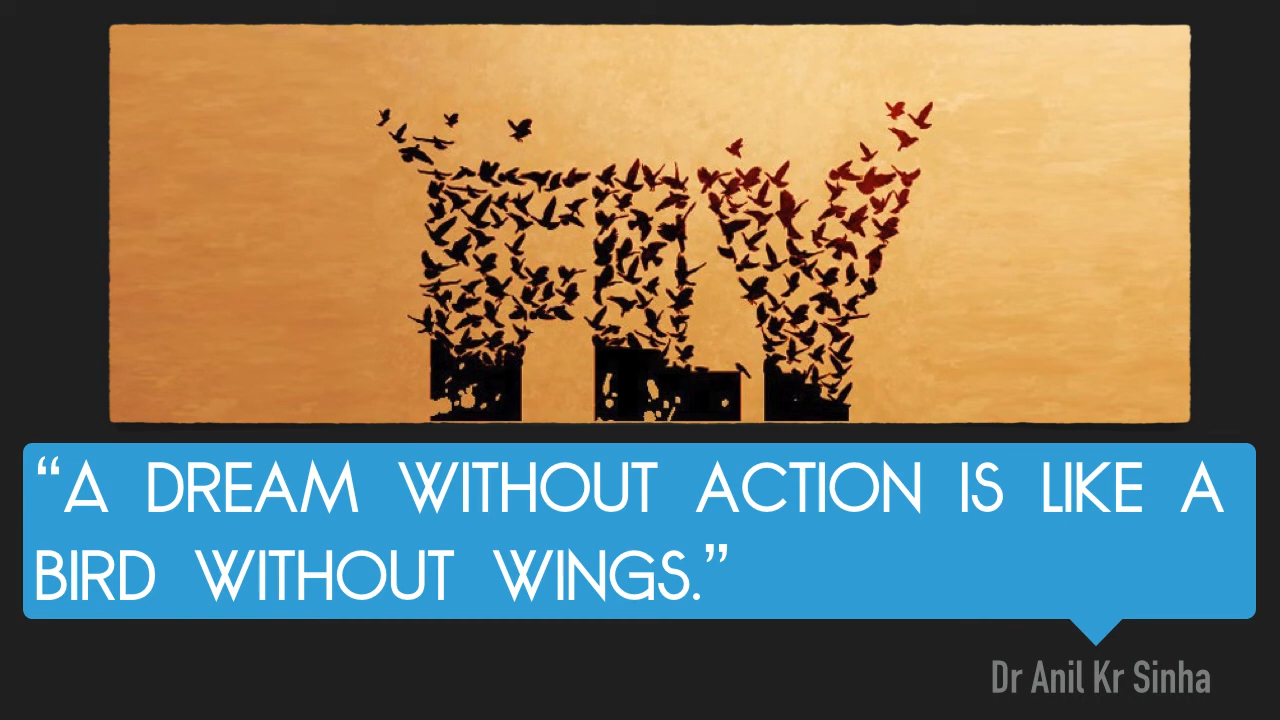 FLY
“A DREAM WITHOUT ACTION IS LIKE A
BIRD WITHOUT WINGS.”
Dr Anil Kr Sinha